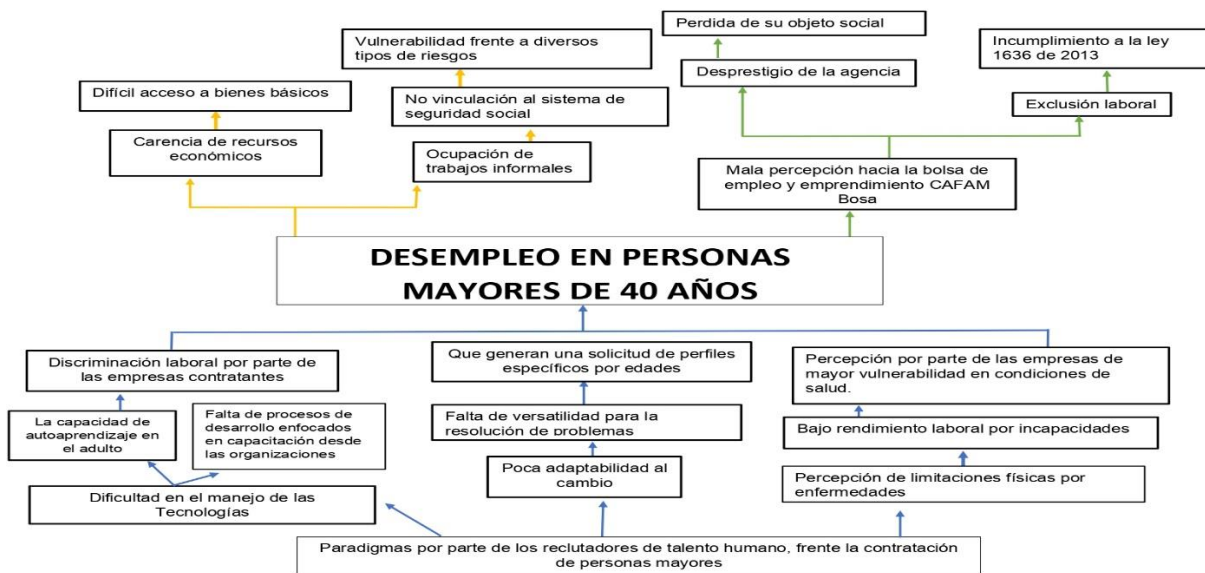 Perdida de su objeto social
Vulnerabilidad frente a diversos
tipos de riesgos
Incumplimiento a la ley
1636 de 2013
Desprestigio de la agencia
Difícil acceso a bienes básicos
No vinculación al sistema de
seguridad social
Exclusión laboral
Carencia de recursos
económicos
Ocupación de
trabajos informales
Mala percepción hacia la bolsa de
empleo y emprendimiento CAFAM
Bosa
DESEMPLEO EN PERSONAS
MAYORES DE 40 AÑOS
Discriminación laboral por parte de
las empresas contratantes
Que generan una solicitud de perfiles
específicos por edades
Percepción por parte de las empresas de
mayor vulnerabilidad en condiciones de
salud.
La capacidad de
autoaprendizaje en
el adulto
Falta de procesos de
desarrollo enfocados
en capacitación desde
las organizaciones
Falta de versatilidad para la
resolución de problemas
Bajo rendimiento laboral por incapacidades
Dificultad en el manejo de las
Tecnologías
Poca adaptabilidad al
cambio
Percepción de limitaciones físicas por
enfermedades
Paradigmas por parte de los reclutadores de talento humano, frente la contratación
de personas mayores